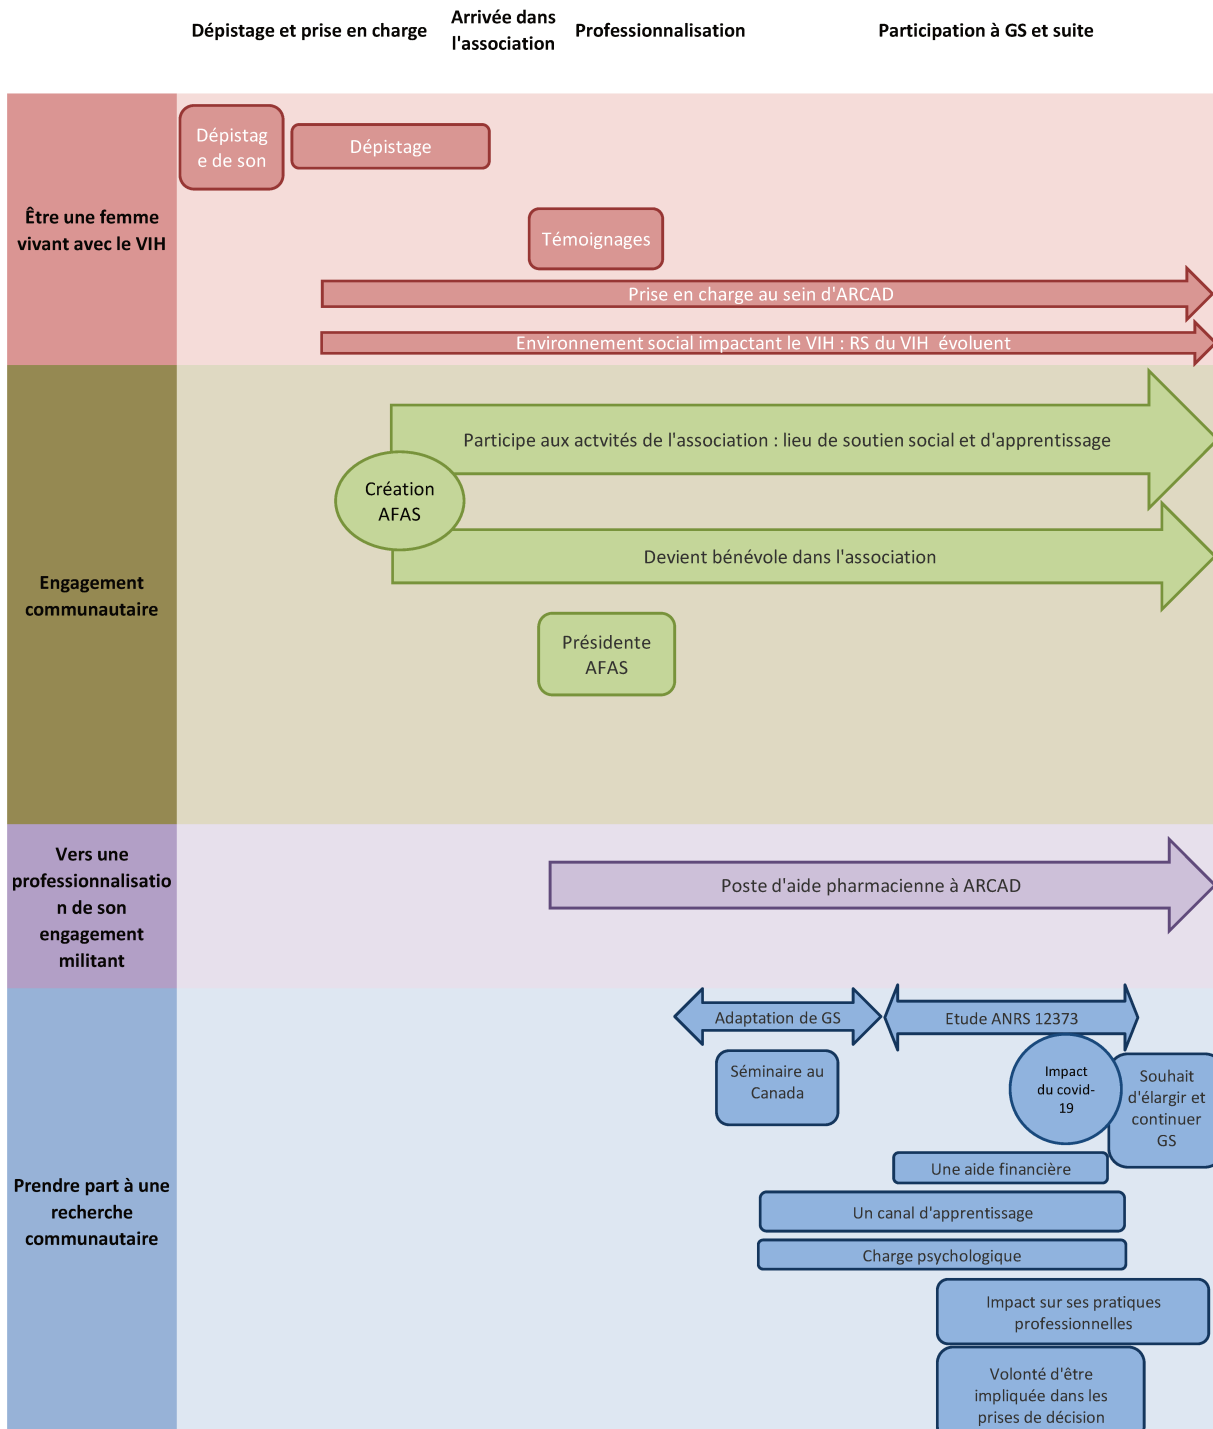 Dépistage et prise en charge
Arrivée dans
l'association
Professionnalisation
Participation à GS et suite
Être une femme
vivant avec le VIH
Dépistag
e de son
Dépistage
Témoignages
Prise en charge au sein d'ARCAD
Environnement social impactant le VIH : RS du VIH évoluent
Engagement
communautaire
Participe aux actvités de l'association : lieu de soutien social et d'apprentissage
Création
AFAS
Devient bénévole dans l'association
Présidente
AFAS
Vers une
professionnalisatio
n de son
engagement
militant
Poste d'aide pharmacienne à ARCAD
Prendre part à une
recherche
communautaire
Adaptation de GS
Etude ANRS 12373
Séminaire au
Canada
Impact
du covid-
19
Souhait
d'élargir et
continuer
GS
Une aide financière
Un canal d'apprentissage
Charge psychologique
Impact sur ses pratiques
professionnelles
Volonté d'être
impliquée dans les
prises de décision